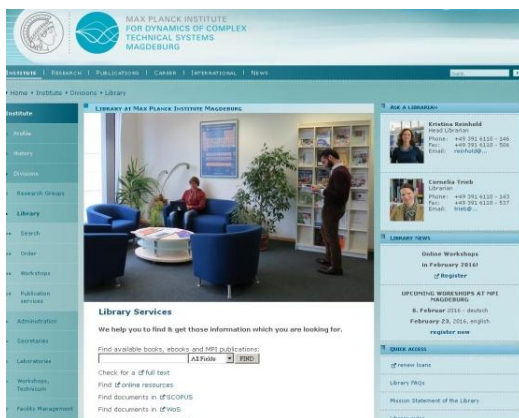 MAX PLANCK INSTITUTE
FOR DYNAMICS OF COMPLEX
TECHNICAL SYSTEMS
MAGDEBURG
INSTITUTE | RESEARCH | PUBLICATIONS | CAREER | INTERNATIONAL | NEWS
Home • Institute • Divisions • Library
Institute
Profile
History
Divisions
Research Groups
Library
Search
Order
Workshops
Publication
services
Administration
Secretaries
Laboratories
Workshops,
Technicum
Facility Management
LIBRARY AT MAX PLANCK INSTITUTE MAGDEBURG
Library Services
We help you to find & get those information which you are looking for.
Find available books, ebooks and MPI publications:
All Fields FIND
Check for a full text
Find online resources
Find documents in SCOPUS
Find documents in WoS
ASK A LIBRARIAN
Kristina Reinhold
Head Librarian
Phone: +49 391 6110 - 146
Fax: +49 391 6110 - 506
Email: reinhold@...
Cornelia Trieb
Librarian
Phone: +49 391 6110 - 143
Fax: +49 391 6110 - 537
Email: trieb@...
LIBRARY NEWS
Online Workshops
in February 2016!
Register
UPCOMING WORKSHOPS AT MPI
MAGDEBURG
8. Februar 2016 - deutsch
February 23, 2016, english
register now
QUICK ACCESS
renew loans
Library FAQs
Mission Statement of the Library